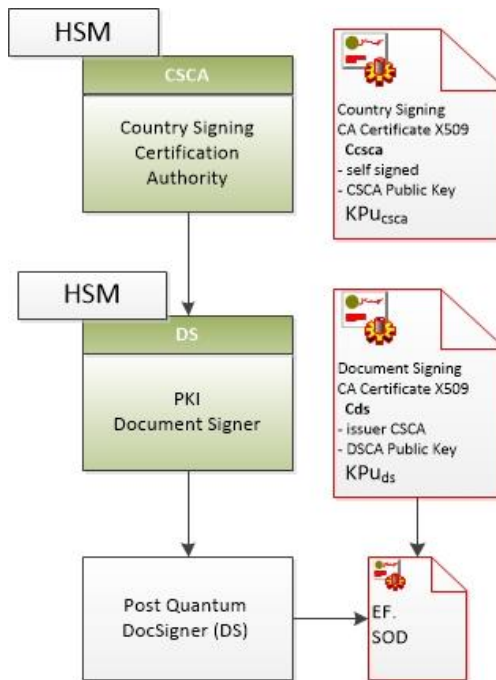 HSM
CSCA
Country Signing
Certification
Authority
Country Signing
CA Certificate X509
Ccsca
- self signed
- CSCA Public Key
KPucsca
HSM
DS
PKI
Document Signer
Document Signing
CA Certificate X509
Cds
- issuer CSCA
- DSCA Public Key
KPuds
Post Quantum
DocSigner (DS)
EF.
SOD